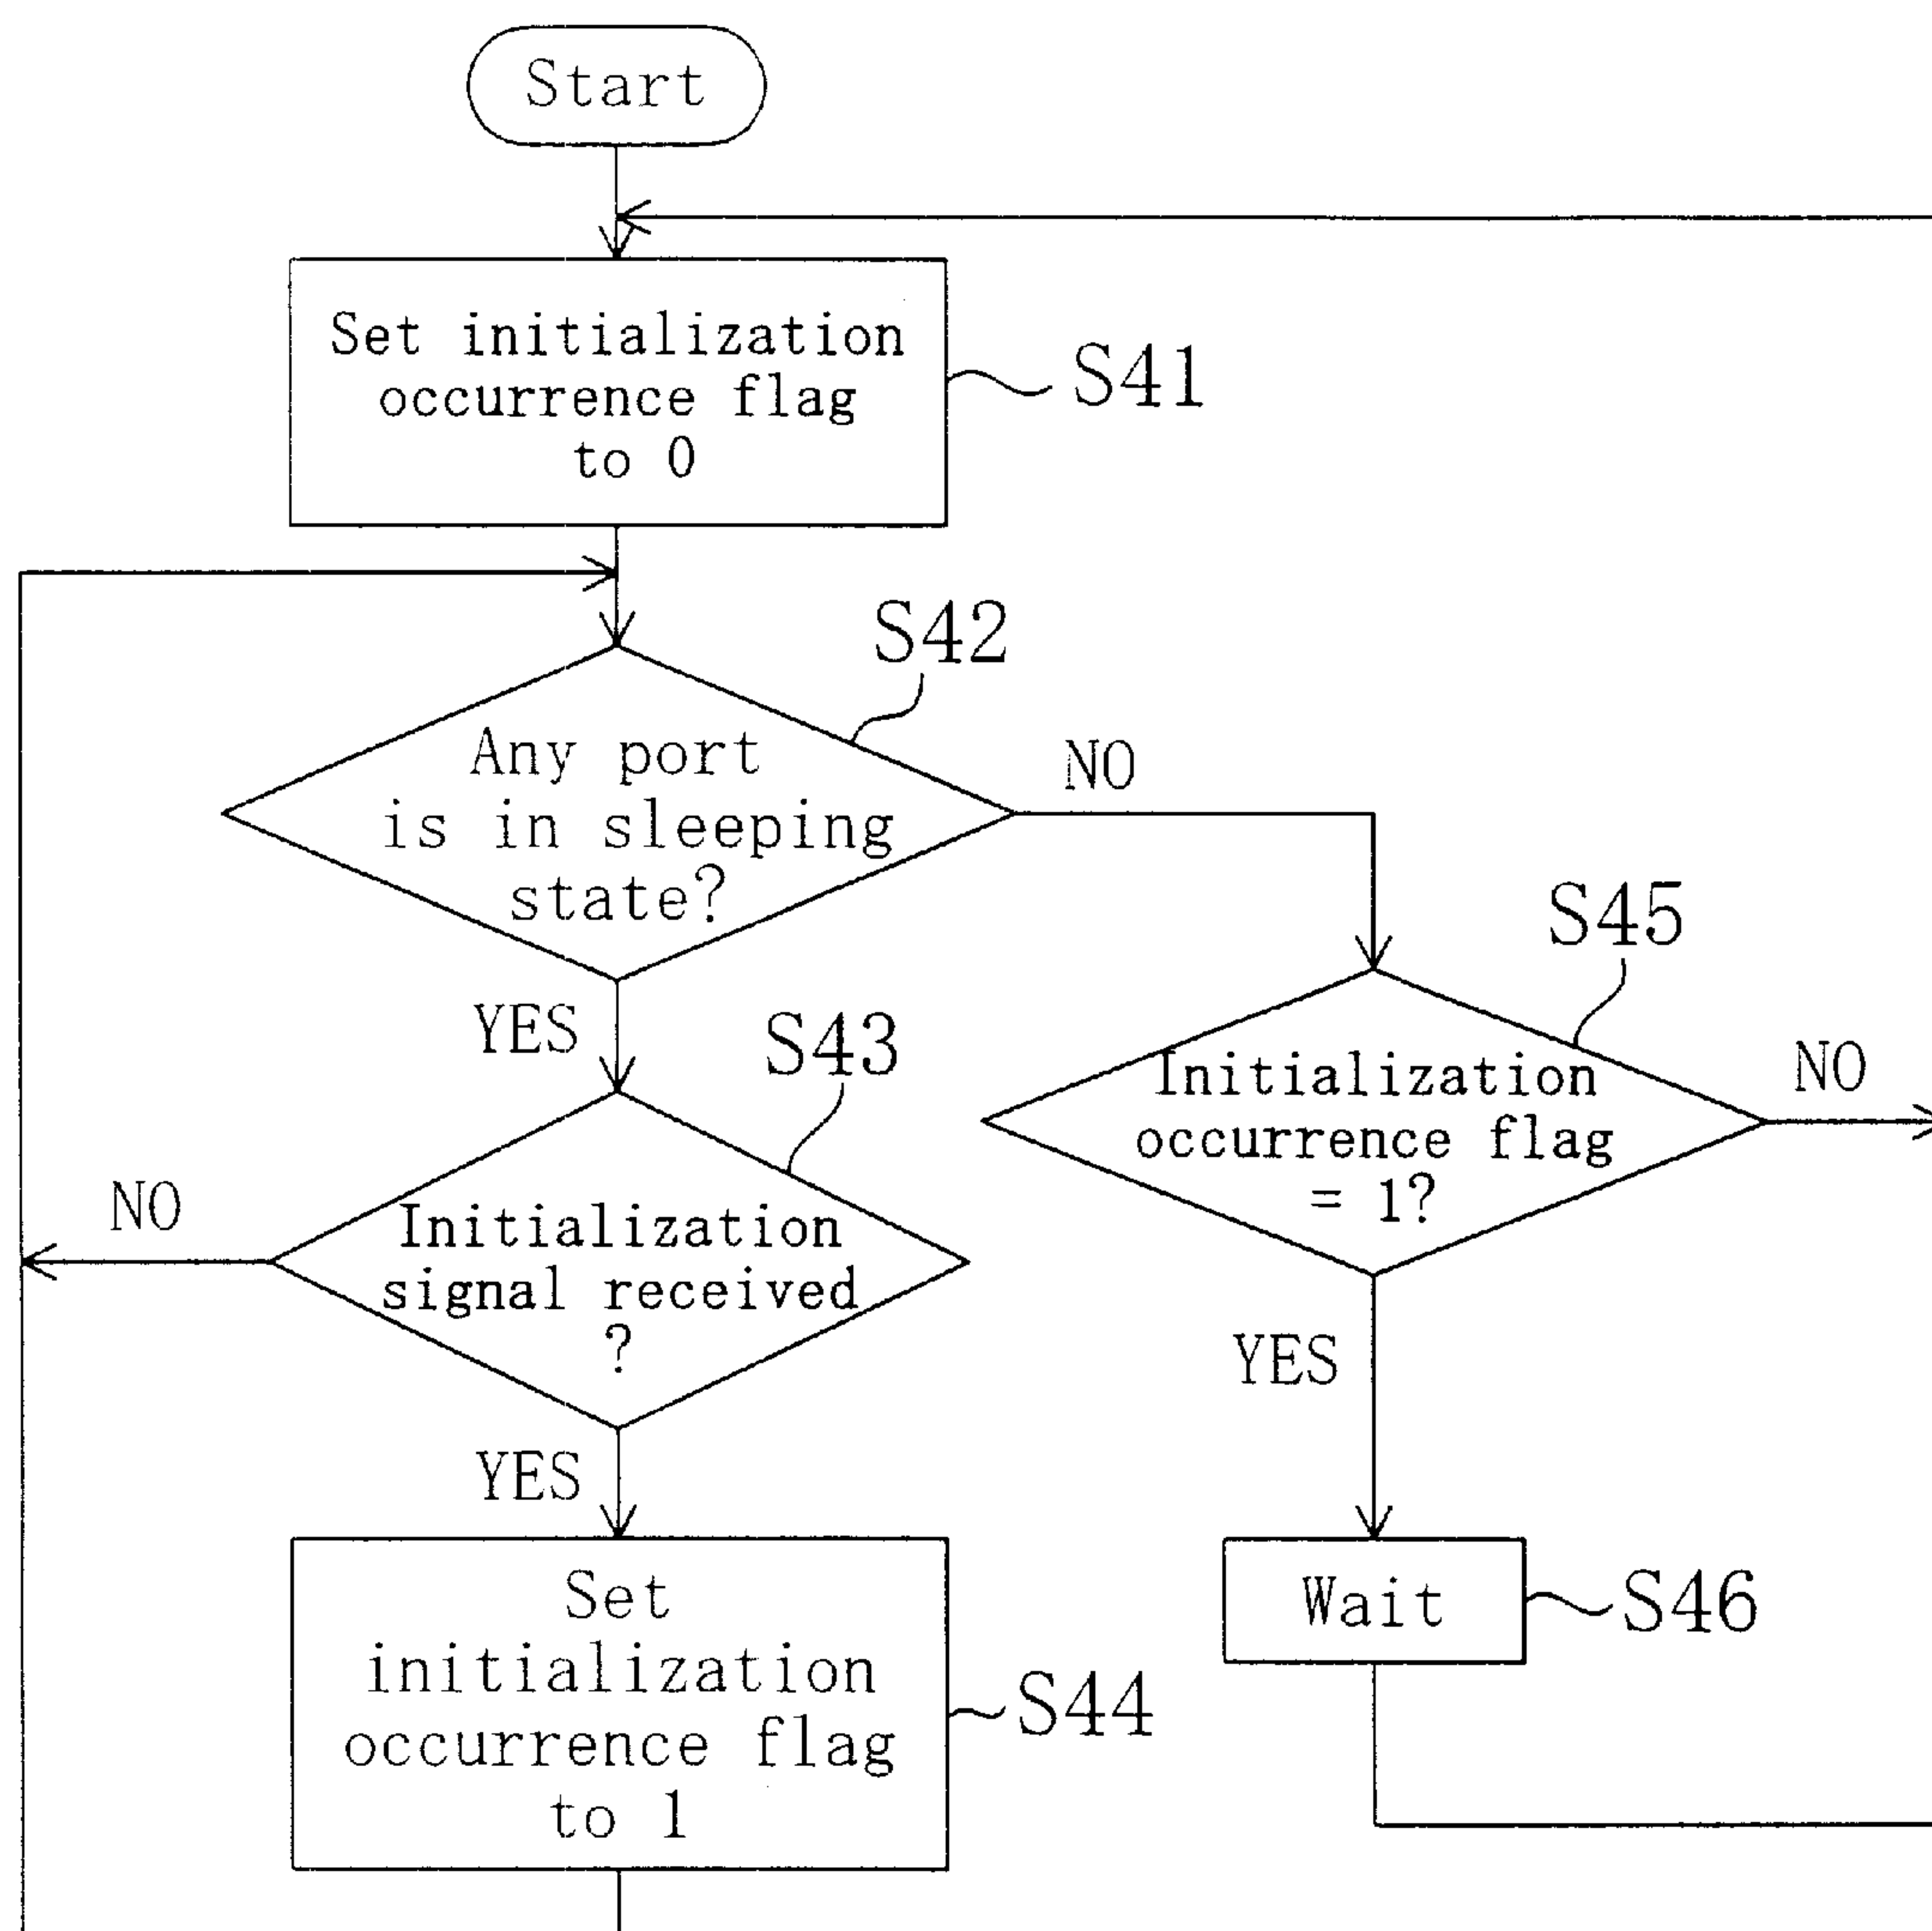 Start
Set initialization
occurrence flag
to 0
S41
S42
Any port
is in sleeping
state?
NO
YES
S43
S45
Initialization
occurrence flag
= 1?
NO
NO
Initialization
signal received
?
YES
YES
Set
initialization
occurrence flag
to 1
S44
Wait
S46